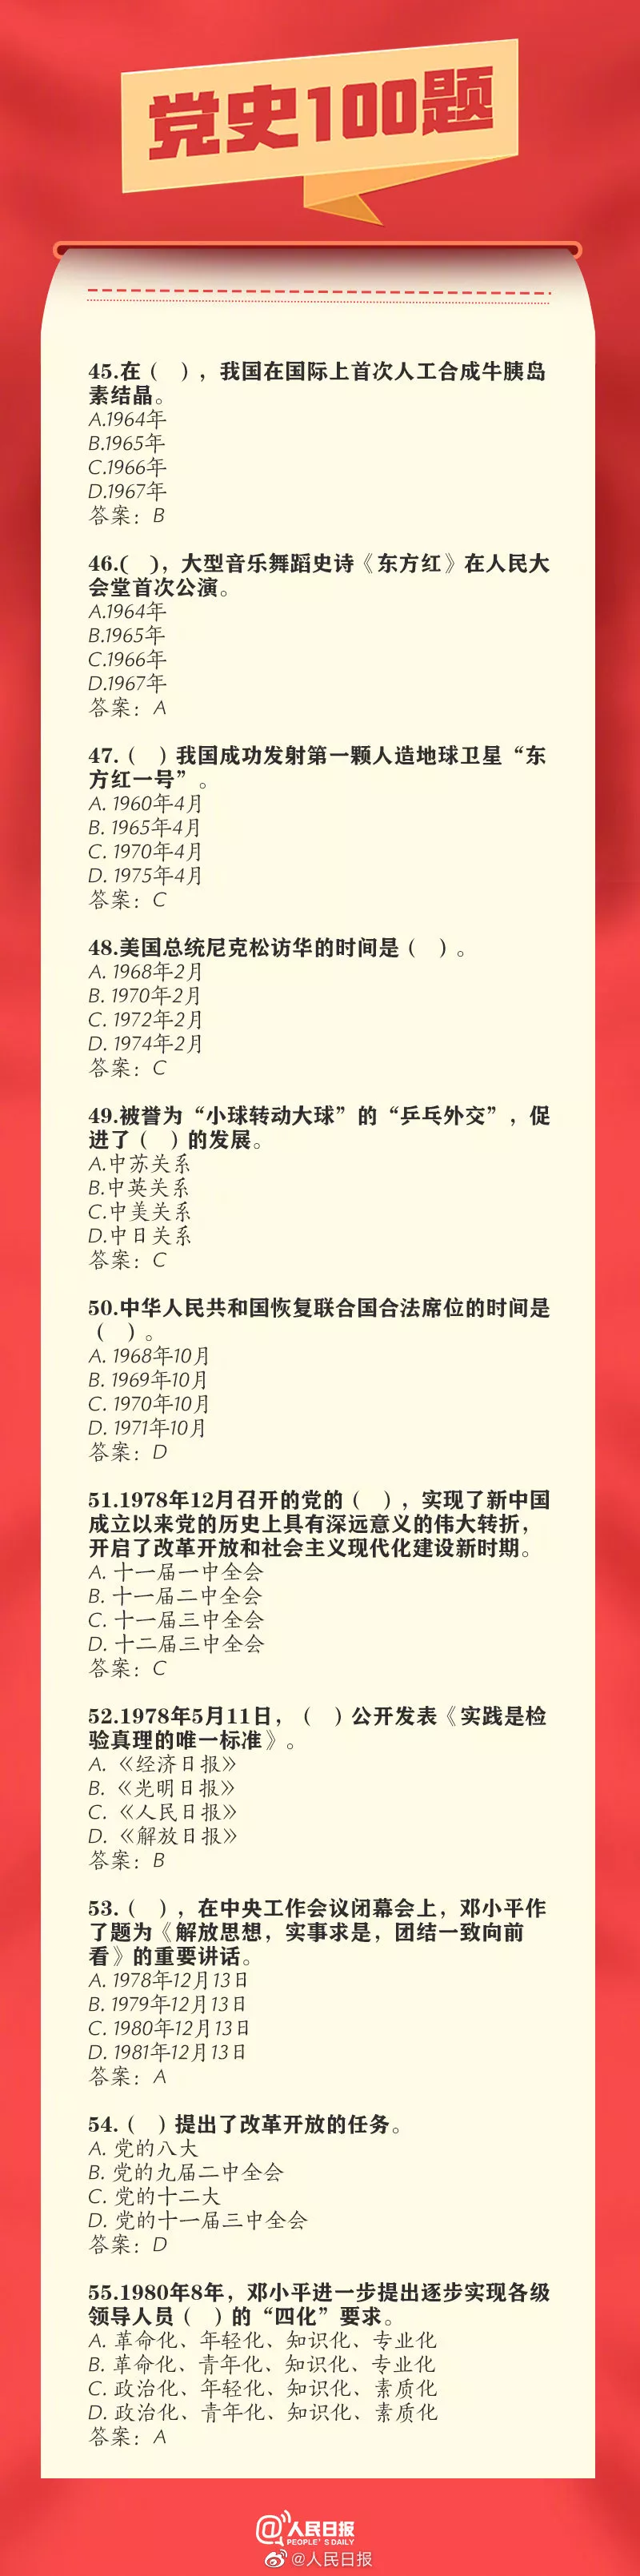 党史100题
45.在（ ），我国在国际上首次人工合成牛胰岛
素结晶。
A.1964年
B.1965年
C.1966年
D.1967年
答案：B
46.( )，大型音乐舞蹈史诗《东方红》在人民大
会堂首次公演。
A.1964年
B.1965年
C.1966年
D.1967年
答案：A
47.（ ）我国成功发射第一颗人造地球卫星“东
方红一号”。
A. 1960年4月
B. 1965年4月
C. 1970年4月
D. 1975年4月
答案：C
48.美国总统尼克松访华的时间是（ ）。
A. 1968年2月
B. 1970年2月
C. 1972年2月
D. 1974年2月
答案：C
49.被誉为“小球转动大球”的“乒乓外交”，促
进了（ ）的发展。
A.中苏关系
B.中英关系
C.中美关系
D.中日关系
答案：C
50.中华人民共和国恢复联合国合法席位的时间是
（ ）。
A. 1968年10月
B. 1969年10月
C. 1970年10月
D. 1971年10月
答案：D
51.1978年12月召开的党的（ ），实现了新中国
成立以来党的历史上具有深远意义的伟大转折，
开启了改革开放和社会主义现代化建设新时期。
A. 十一届一中全会
B. 十一届二中全会
C. 十一届三中全会
D. 十二届三中全会
答案：C
52.1978年5月11日，（ ）公开发表《实践是检
验真理的唯一标准》。
A. 《经济日报》
B. 《光明日报》
C. 《人民日报》
D. 《解放日报》
答案：B
53.（ ），在中央工作会议闭幕会上，邓小平作
了题为《解放思想，实事求是，团结一致向前
看》的重要讲话。
A. 1978年12月13日
B. 1979年12月13日
C. 1980年12月13日
D. 1981年12月13日
答案：A
54.（ ）提出了改革开放的任务。
A. 党的八大
B. 党的九届二中全会
C. 党的十二大
D. 党的十一届三中全会
答案：D
55.1980年8年，邓小平进一步提出逐步实现各级
领导人员（ ）的“四化”要求。
A. 革命化、年轻化、知识化、专业化
B. 革命化、青年化、知识化、专业化
C. 政治化、年轻化、知识化、素质化
D. 政治化、青年化、知识化、素质化
答案：A
@人民日报
PEOPLE'S DAILY
@人民日报